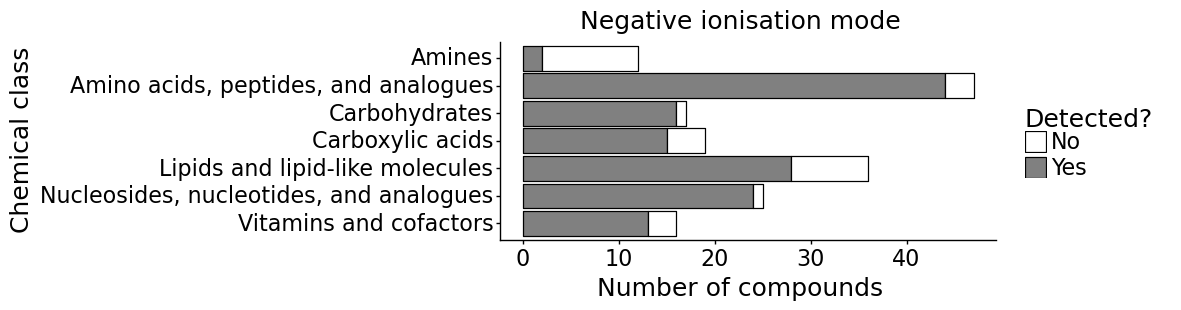 Negative ionisation mode
Chemical class
Amines
Amino acids, peptides, and analogues
Carbohydrates
Carboxylic acids
Lipids and lipid-like molecules
Nucleosides, nucleotides, and analogues
Vitamins and cofactors
0 10 20 30 40
Number of compounds
Detected?
No
Yes